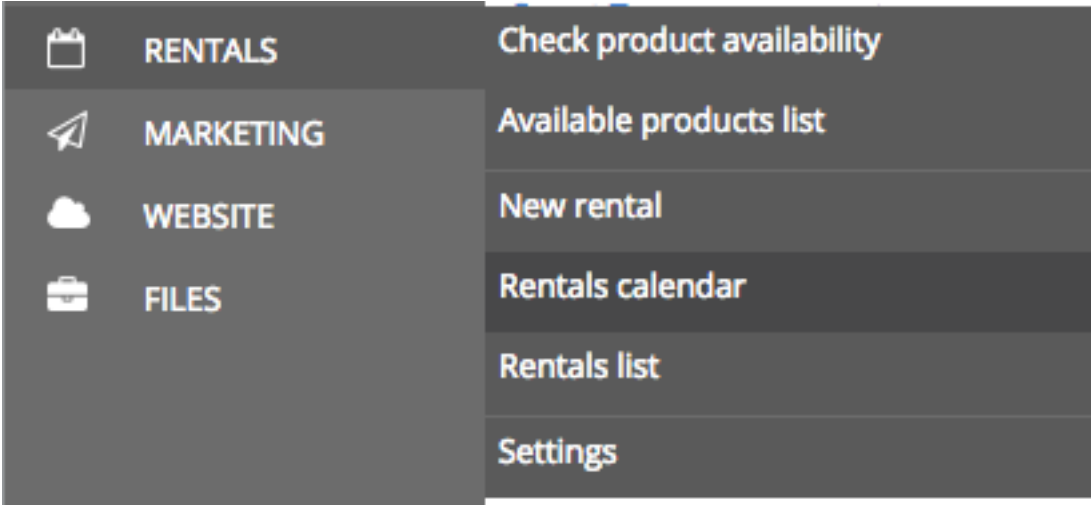 RENTALS
MARKETING
WEBSITE
FILES
Check product availability
Available products list
New rental
Rentals calendar
Rentals list
Settings